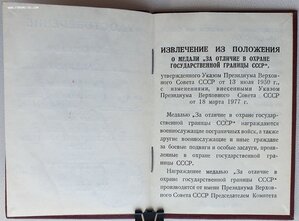 ИЗВЛЕЧЕНИЕ ИЗ ПОЛОЖЕНИЯ
О МЕДАЛИ „ЗА ОТЛИЧИЕ В ОХРАНЕ
ГОСУДАРСТВЕННОЙ ГРАНИЦЫ СССР“,
утвержденного Указом Президиума Верхов-
ного Совета СССР от 13 июля 1950 г.,
с изменениями, внесенными Указом
Президиума Верховного Совета СССР
от 18 марта 1977 г.
Медалью „За отличие в охране государ-
ственной границы СССР“ награждаются
военнослужащие пограничных войск, а также
другие военнослужащие и иные граждане
за боевые подвиги и особые заслуги, прояв-
ленные в охране государственной границы
СССР.
Награждение медалью „За отличие
в охране государственной границы СССР“
производится от имени Президиума Верхов-
ного Совета СССР Председателем Комитета